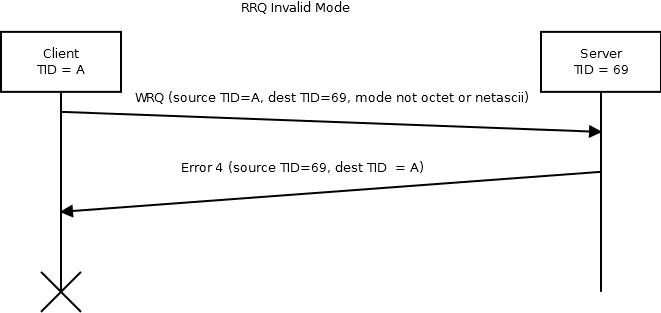 RRQ Invalid Mode
Client
TID = A
Server
TID = 69
WRQ (source TID=A, dest TID=69, mode not octet or netascii)
Error 4 (source TID=69, dest TID  = A)